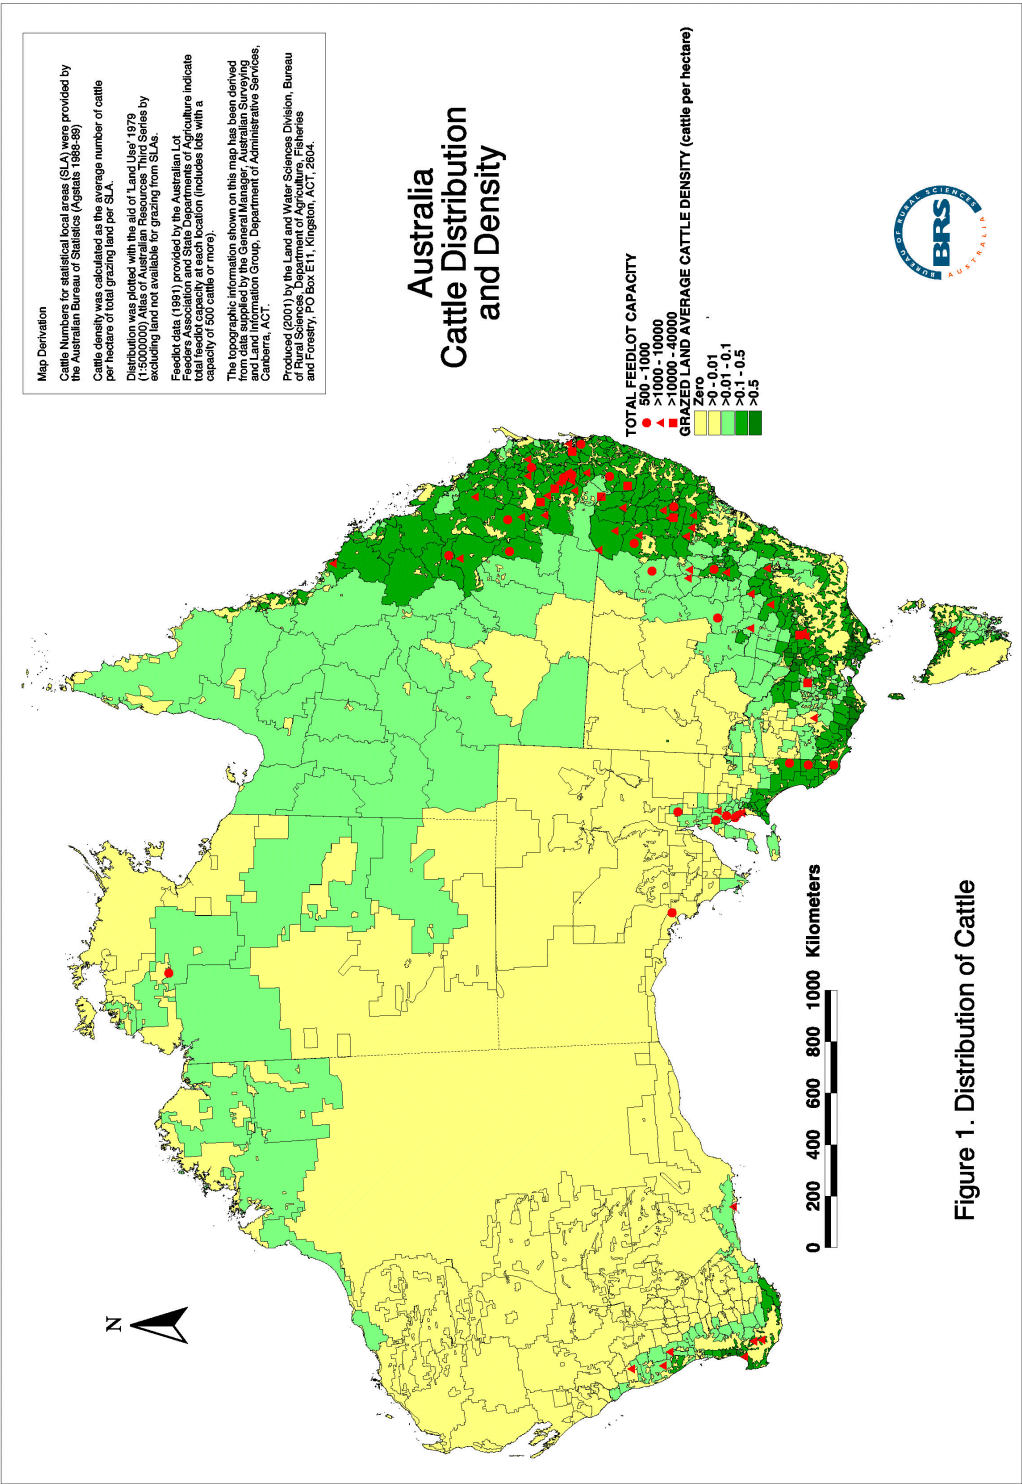 Map Derivation
Cattle Numbers for statistical local areas (SLA) were provided by
the Australian Bureau of Statistics (Agstats 1988-89)
Cattle density was calculated as the average number of cattle
per hectare of total grazing land per SLA.
Distribution was plotted with the aid of 'Land Use' 1979
(1:5000000) Atlas of Australian Resources Third Series by
excluding land not available for grazing from SLAs.
Feedlot data (1991) provided by the Australian Lot
Feeders Association and State Departments of Agriculture indicate
total feedlot capacity at each location (includes lots with a
capacity of 500 cattle or more).
The topographic information shown on this map has been derived
from data supplied by the General Manager, Australian Surveying
and Land Information Group, Department of Administrative Services,
Canberra, ACT.
Produced (2001) by the Land and Water Sciences Division, Bureau
of Rural Sciences, Department of Agriculture, Fisheries
and Forestry, PO Box E11, Kingston, ACT, 2604.
Australia
Cattle Distribution
and Density
TOTAL FEEDLOT CAPACITY
500 - 1000
>1000 - 10000
>10000 - 40000
GRAZED LAND AVERAGE CATTLE DENSITY (cattle per hectare)
Zero
>0 - 0.01
>0.01 - 0.1
>0.1 - 0.5
>0.5
BUREAU OF RURAL SCIENCES
BRS
AUSTRALIA
N
0 200 400 600 800 1000 Kilometers
Figure 1. Distribution of Cattle